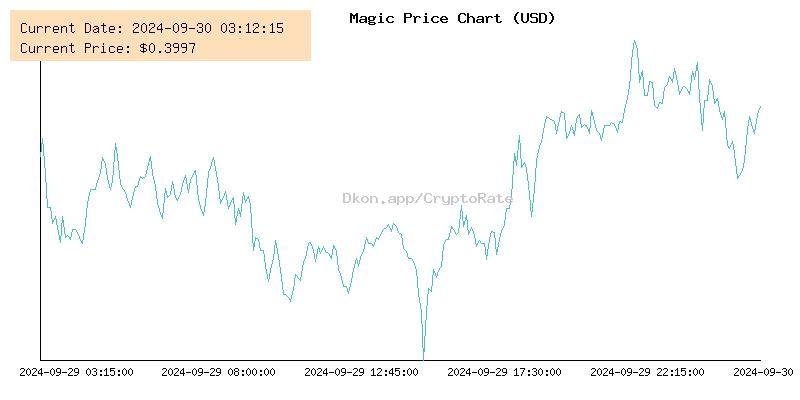 Magic Price Chart (USD)
Current Date: 2024-09-30 03:12:15
Current Price: $0.3997
Dkon.app/CryptoRate
2024-09-29 03:15:00 2024-09-29 08:00:00 2024-09-29 12:45:00 2024-09-29 17:30:00 2024-09-29 22:15:00 2024-09-30